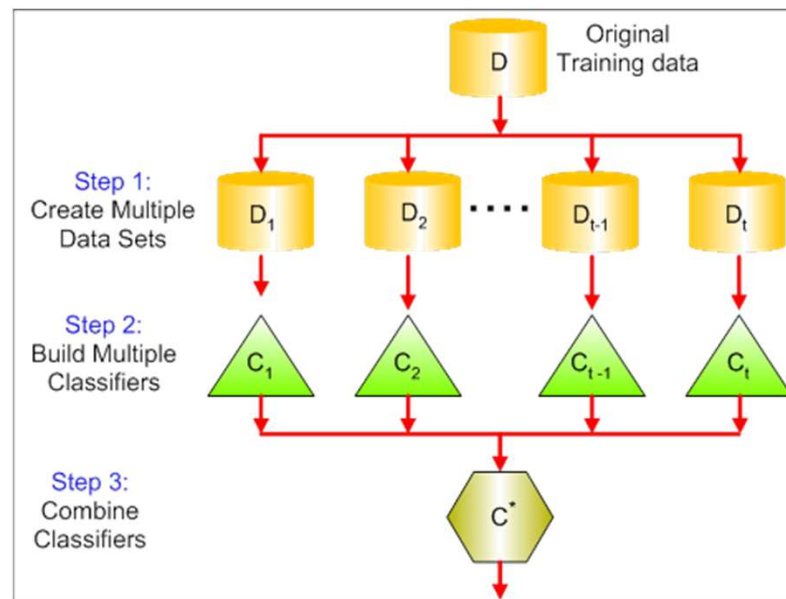 Original
Training data
D
Step 1:
Create Multiple
Data Sets
D1 D2 .... Dt-1 Dt
Step 2:
Build Multiple
Classifiers
C1 C2 Ct-1 Ct
Step 3:
Combine
Classifiers
C*